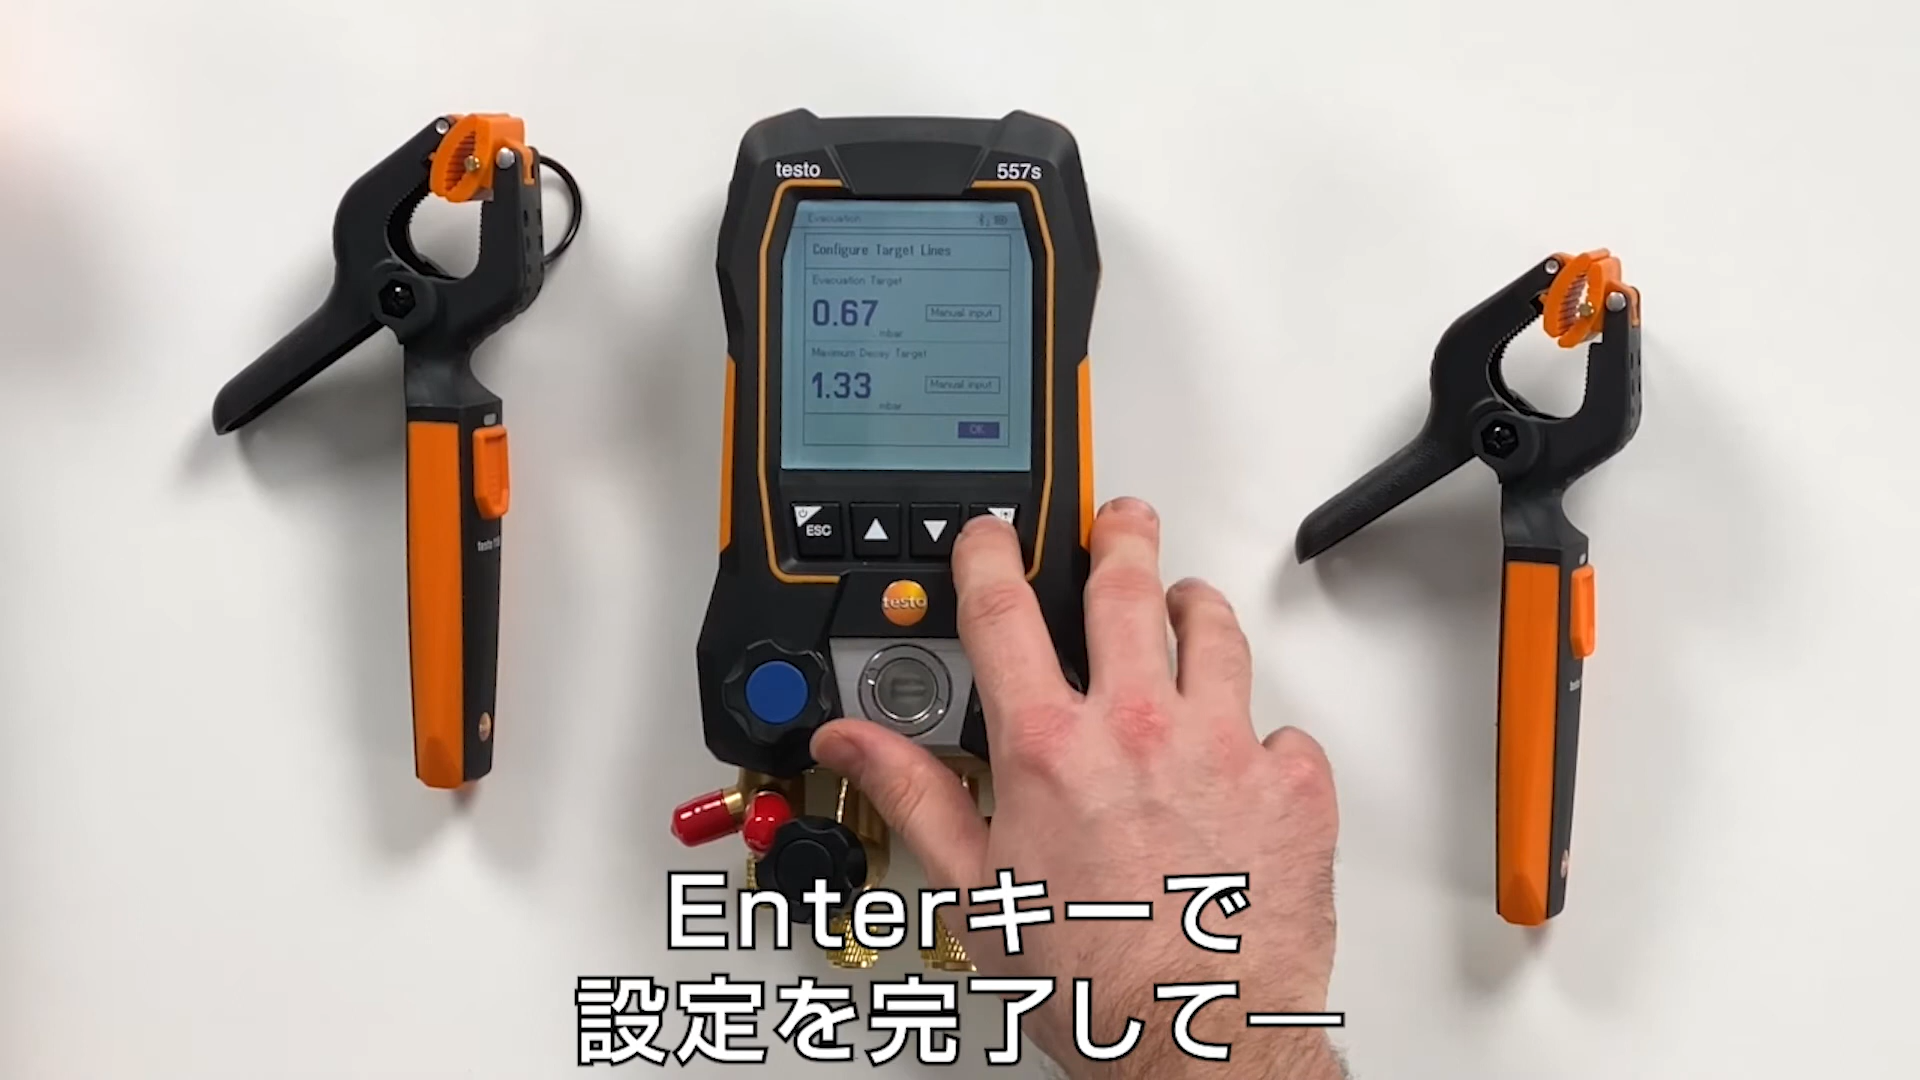 testo
557s
Evacuation
Configure Target Lines
Evacuation Target
0.67 mbar
Manual input
Maximum Decay Target
1.33 mbar
Manual input
OK
ESC
testo
testo
testo
Enterキーで
設定を完了して―